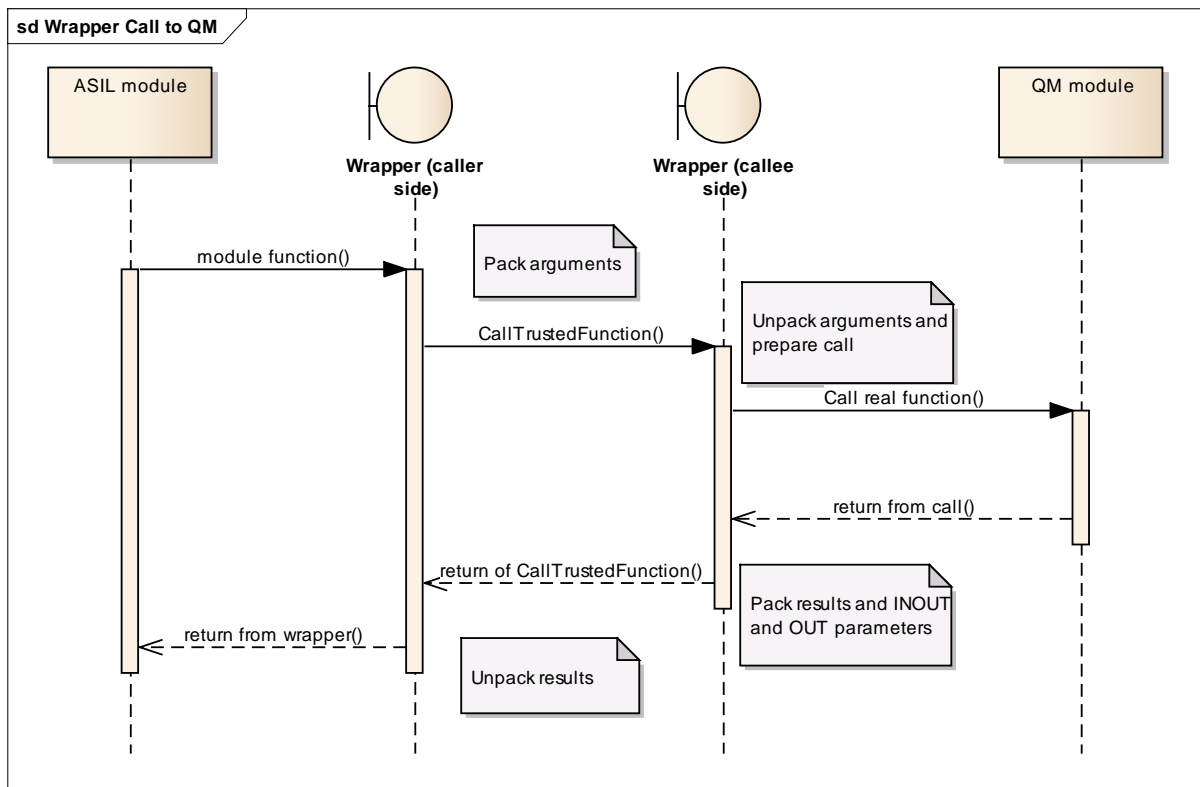 sd Wrapper Call to QM
ASIL module
QM module
Wrapper (caller
side)
Wrapper (callee
side)
module function()
Pack arguments
CallTrustedFunction()
Unpack arguments and
prepare call
Call real function()
return from call()
return of CallTrustedFunction()
Pack results and INOUT
and OUT parameters
return from wrapper()
Unpack results